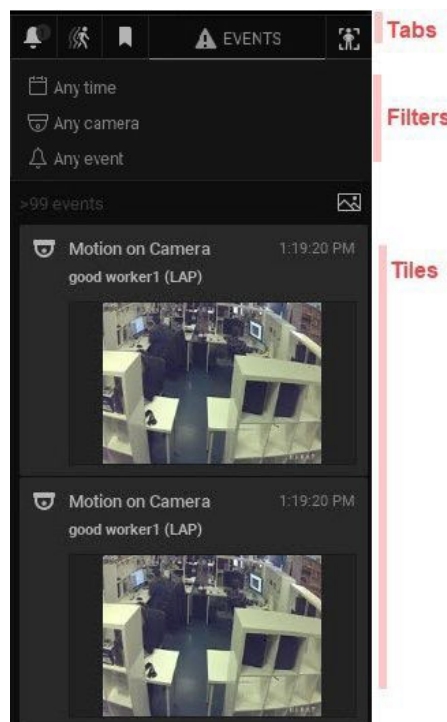 EVENTS
Tabs
Any time
Any camera
Filters
Any event
>99 events
Motion on Camera 1:19:20 PM
good worker1 (LAP)
Tiles
Motion on Camera 1:19:20 PM
good worker1 (LAP)